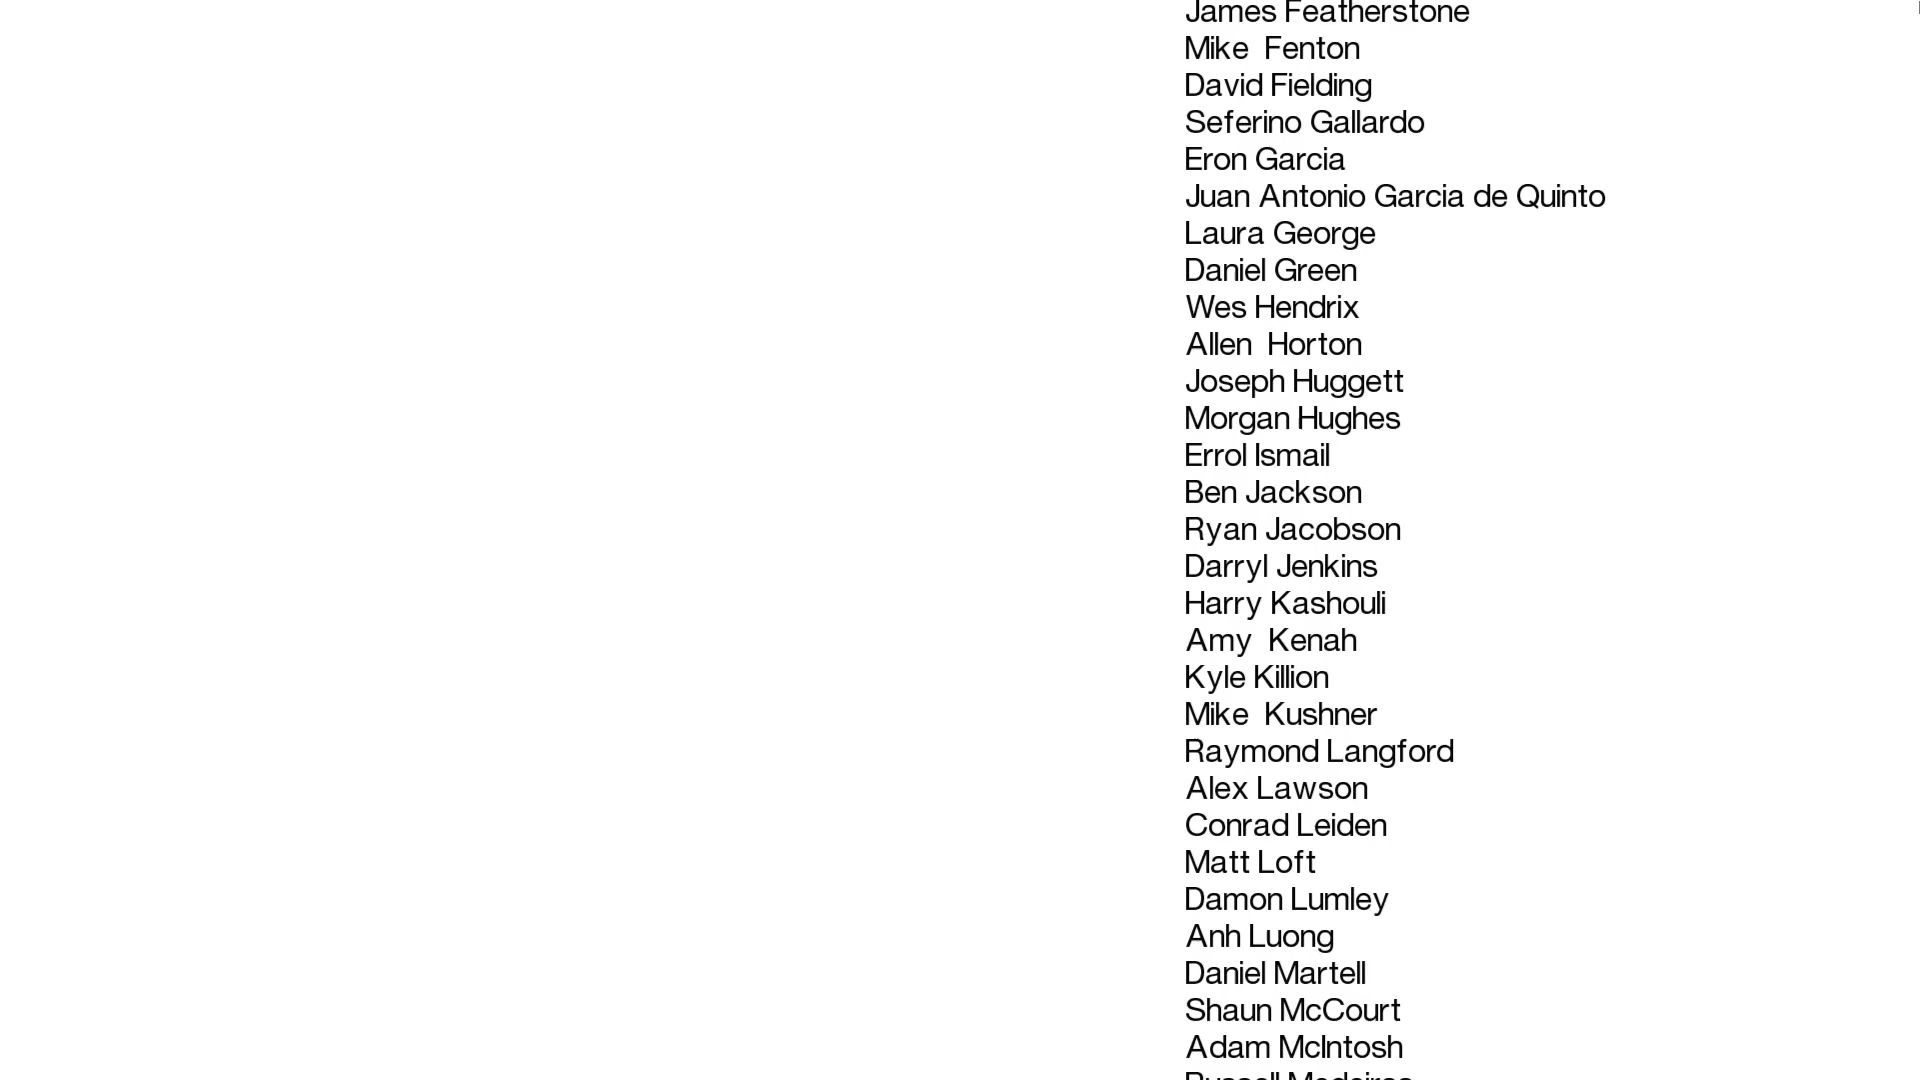 James Featherstone
Mike  Fenton
David Fielding
Seferino Gallardo
Eron Garcia
Juan Antonio Garcia de Quinto
Laura George
Daniel Green
Wes Hendrix
Allen  Horton
Joseph Huggett
Morgan Hughes
Errol Ismail
Ben Jackson
Ryan Jacobson
Darryl Jenkins
Harry Kashouli
Amy  Kenah
Kyle Killion
Mike  Kushner
Raymond Langford
Alex Lawson
Conrad Leiden
Matt Loft
Damon Lumley
Anh Luong
Daniel Martell
Shaun McCourt
Adam McIntosh
Russell Medeiros